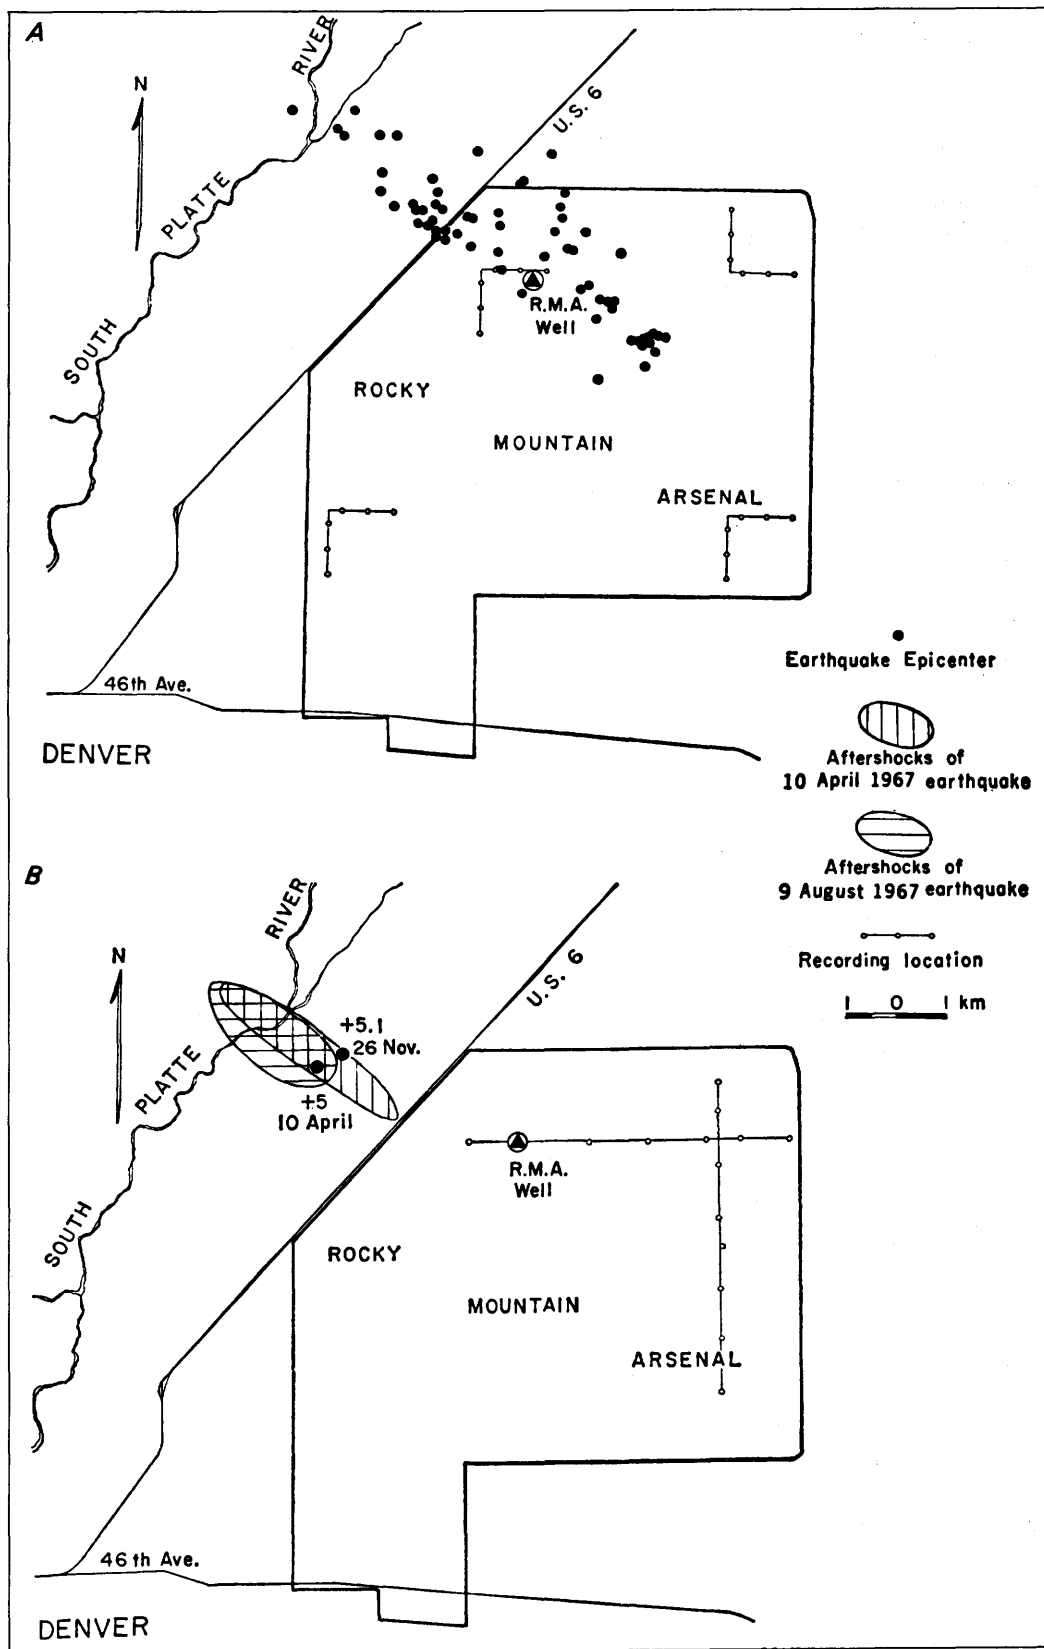 A
RIVER
N
U.S. 6
PLATTE
SOUTH
R.M.A.
Well
ROCKY
MOUNTAIN
ARSENAL
46th Ave.
DENVER
Earthquake Epicenter
Aftershocks of
10 April 1967 earthquake
Aftershocks of
9 August 1967 earthquake
Recording location
1 0 1 km
B
RIVER
N
U.S. 6
+5.1
26 Nov.
PLATTE
+5
10 April
R.M.A.
Well
SOUTH
ROCKY
MOUNTAIN
ARSENAL
46th Ave.
DENVER